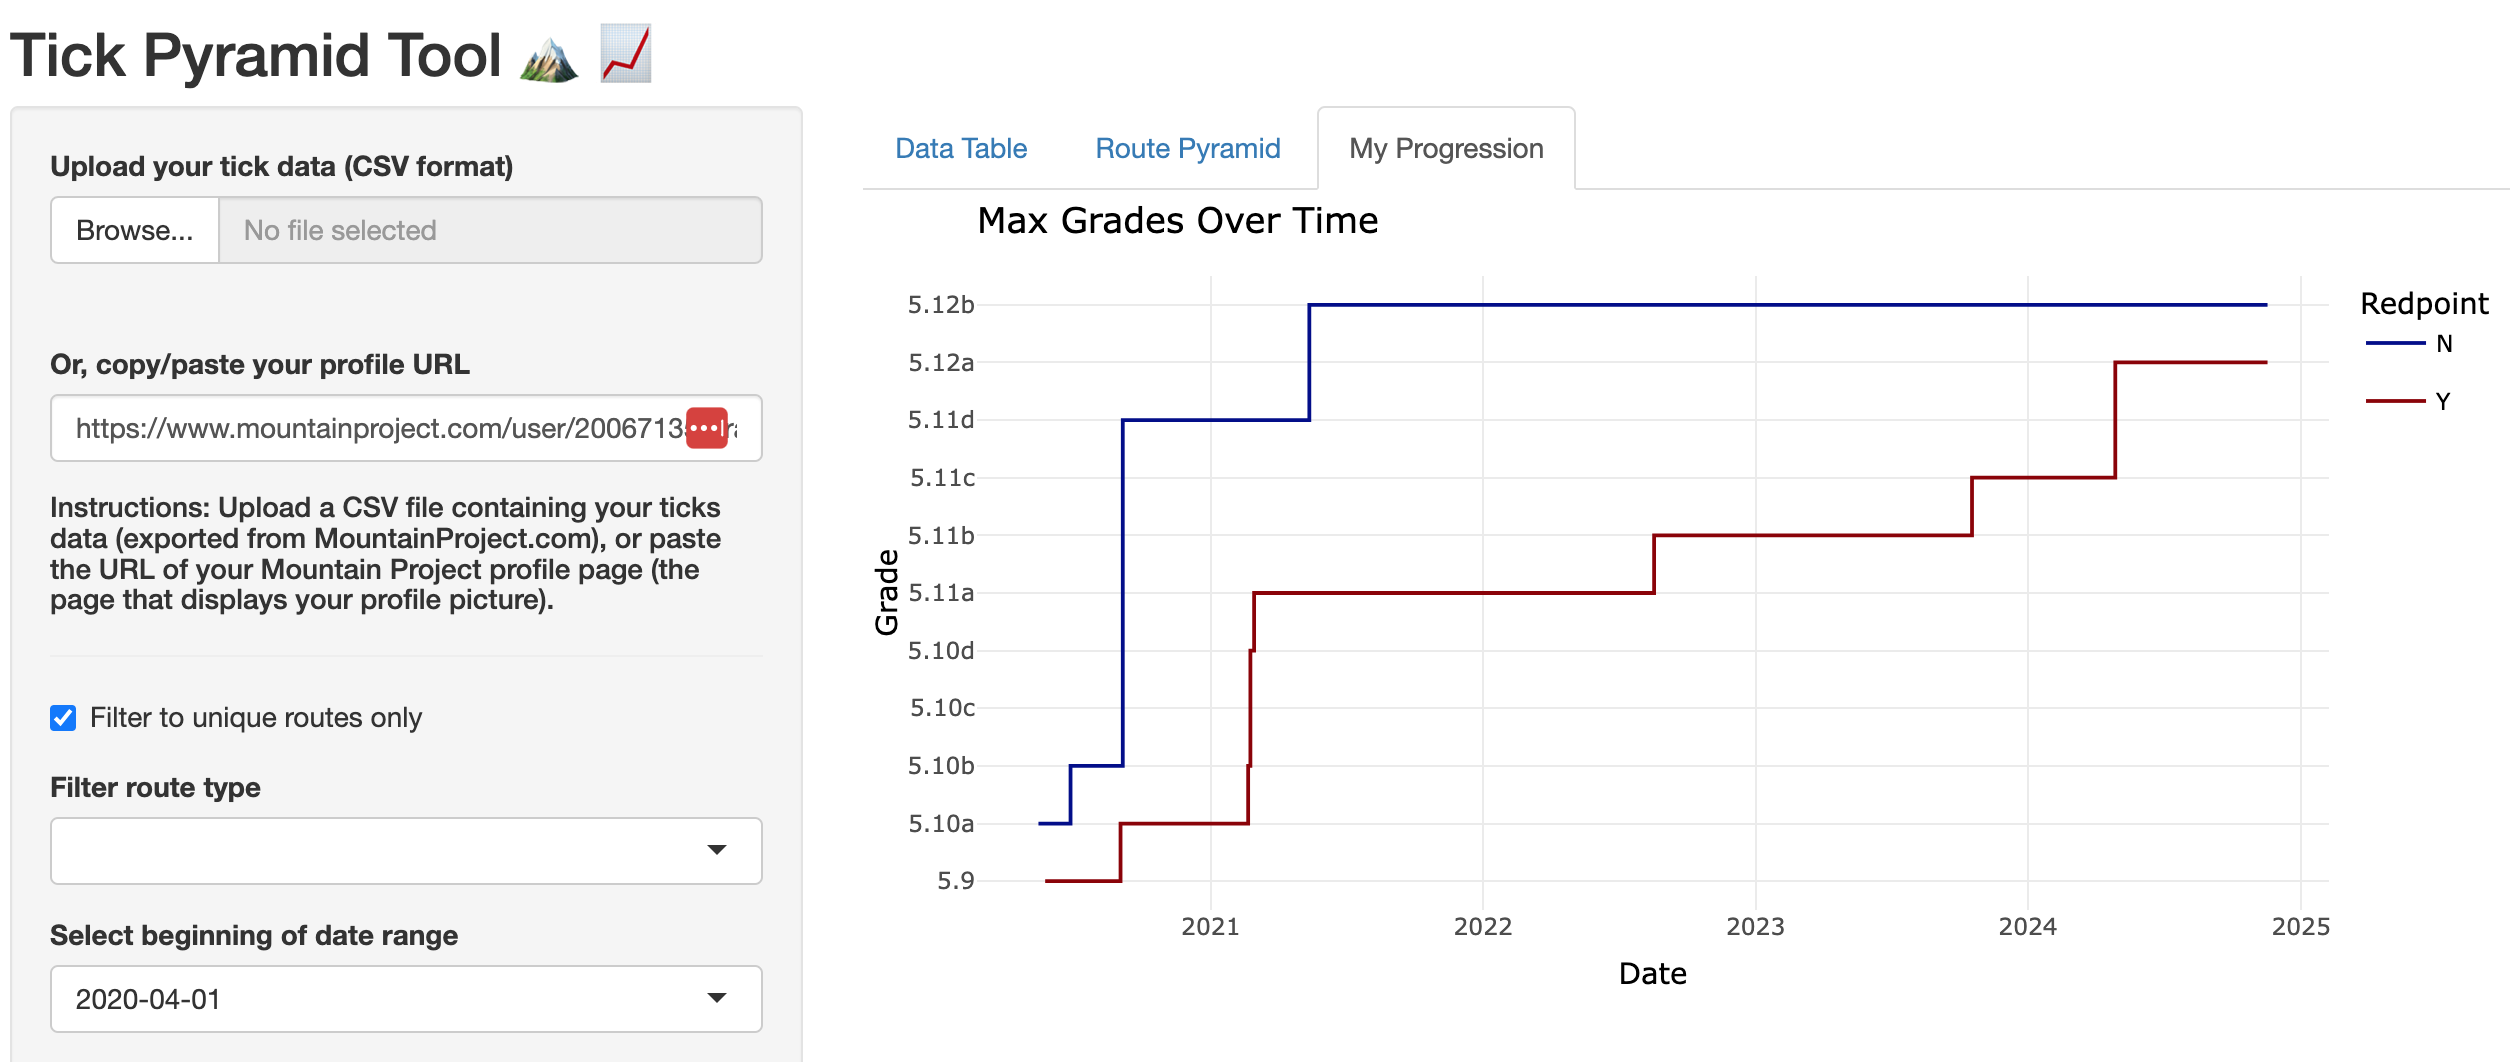 Tick Pyramid Tool
Upload your tick data (CSV format)
Browse... No file selected
Or, copy/paste your profile URL
https://www.mountainproject.com/user/2006713
Instructions: Upload a CSV file containing your ticks
data (exported from MountainProject.com), or paste
the URL of your Mountain Project profile page (the
page that displays your profile picture).
Filter to unique routes only
Filter route type
Select beginning of date range
2020-04-01
Data Table Route Pyramid My Progression
Max Grades Over Time
Grade
5.12b
5.12a
5.11d
5.11c
5.11b
5.11a
5.10d
5.10c
5.10b
5.10a
5.9
2021 2022 2023 2024 2025
Date
Redpoint
N
Y